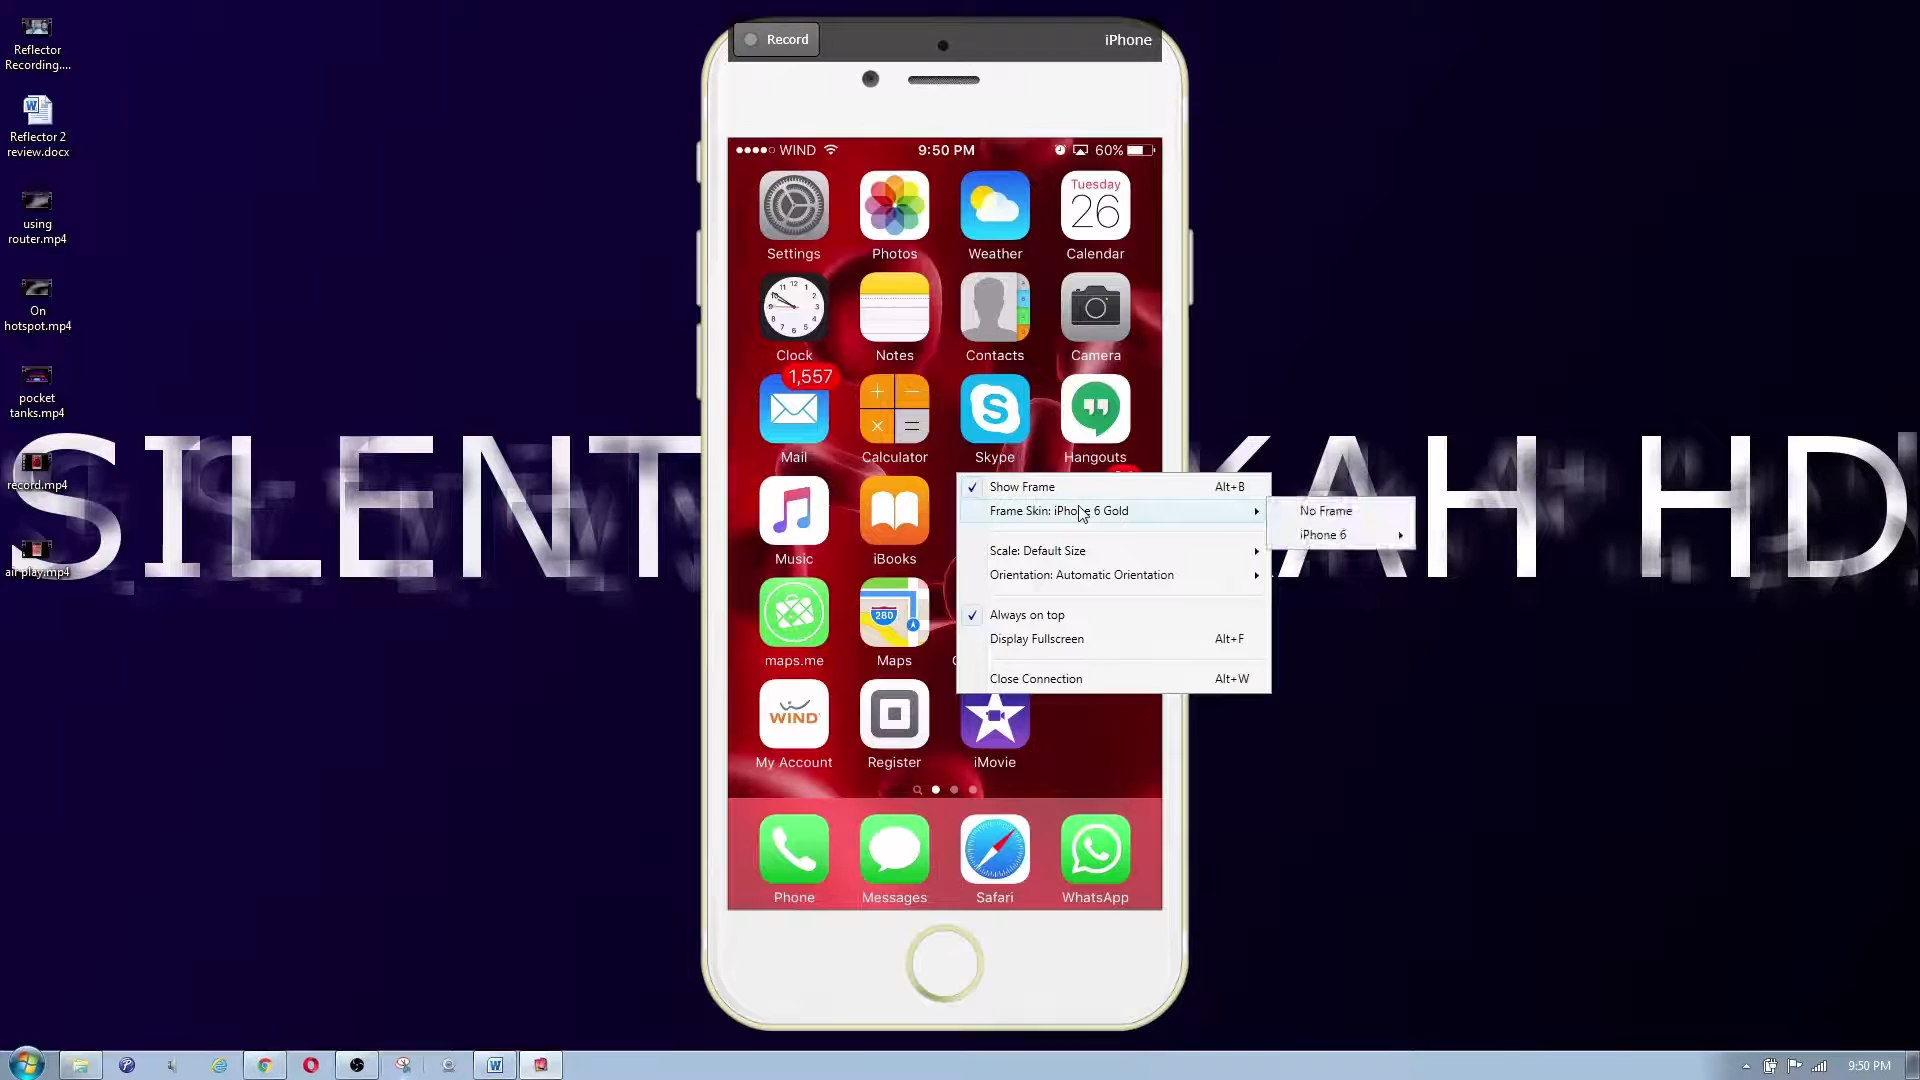 Reflector
Recording....
Reflector 2
review.docx
using
router.mp4
On
hotspot.mp4
pocket
tanks.mp4
record.mp4
air play.mp4
SILENT
KAH HD
Record
iPhone
WIND
9:50 PM
60%
Settings
Photos
Weather
Tuesday
26
Calendar
Clock
Notes
Contacts
Camera
1,557
Mail
Calculator
Skype
Hangouts
Music
iBooks
maps.me
280
Maps
WIND
My Account
Register
iMovie
Phone
Messages
Safari
WhatsApp
Show Frame Alt+B
Frame Skin: iPhone 6 Gold
Scale: Default Size
Orientation: Automatic Orientation
Always on top
Display Fullscreen Alt+F
Close Connection Alt+W
No Frame
iPhone 6
9:50 PM